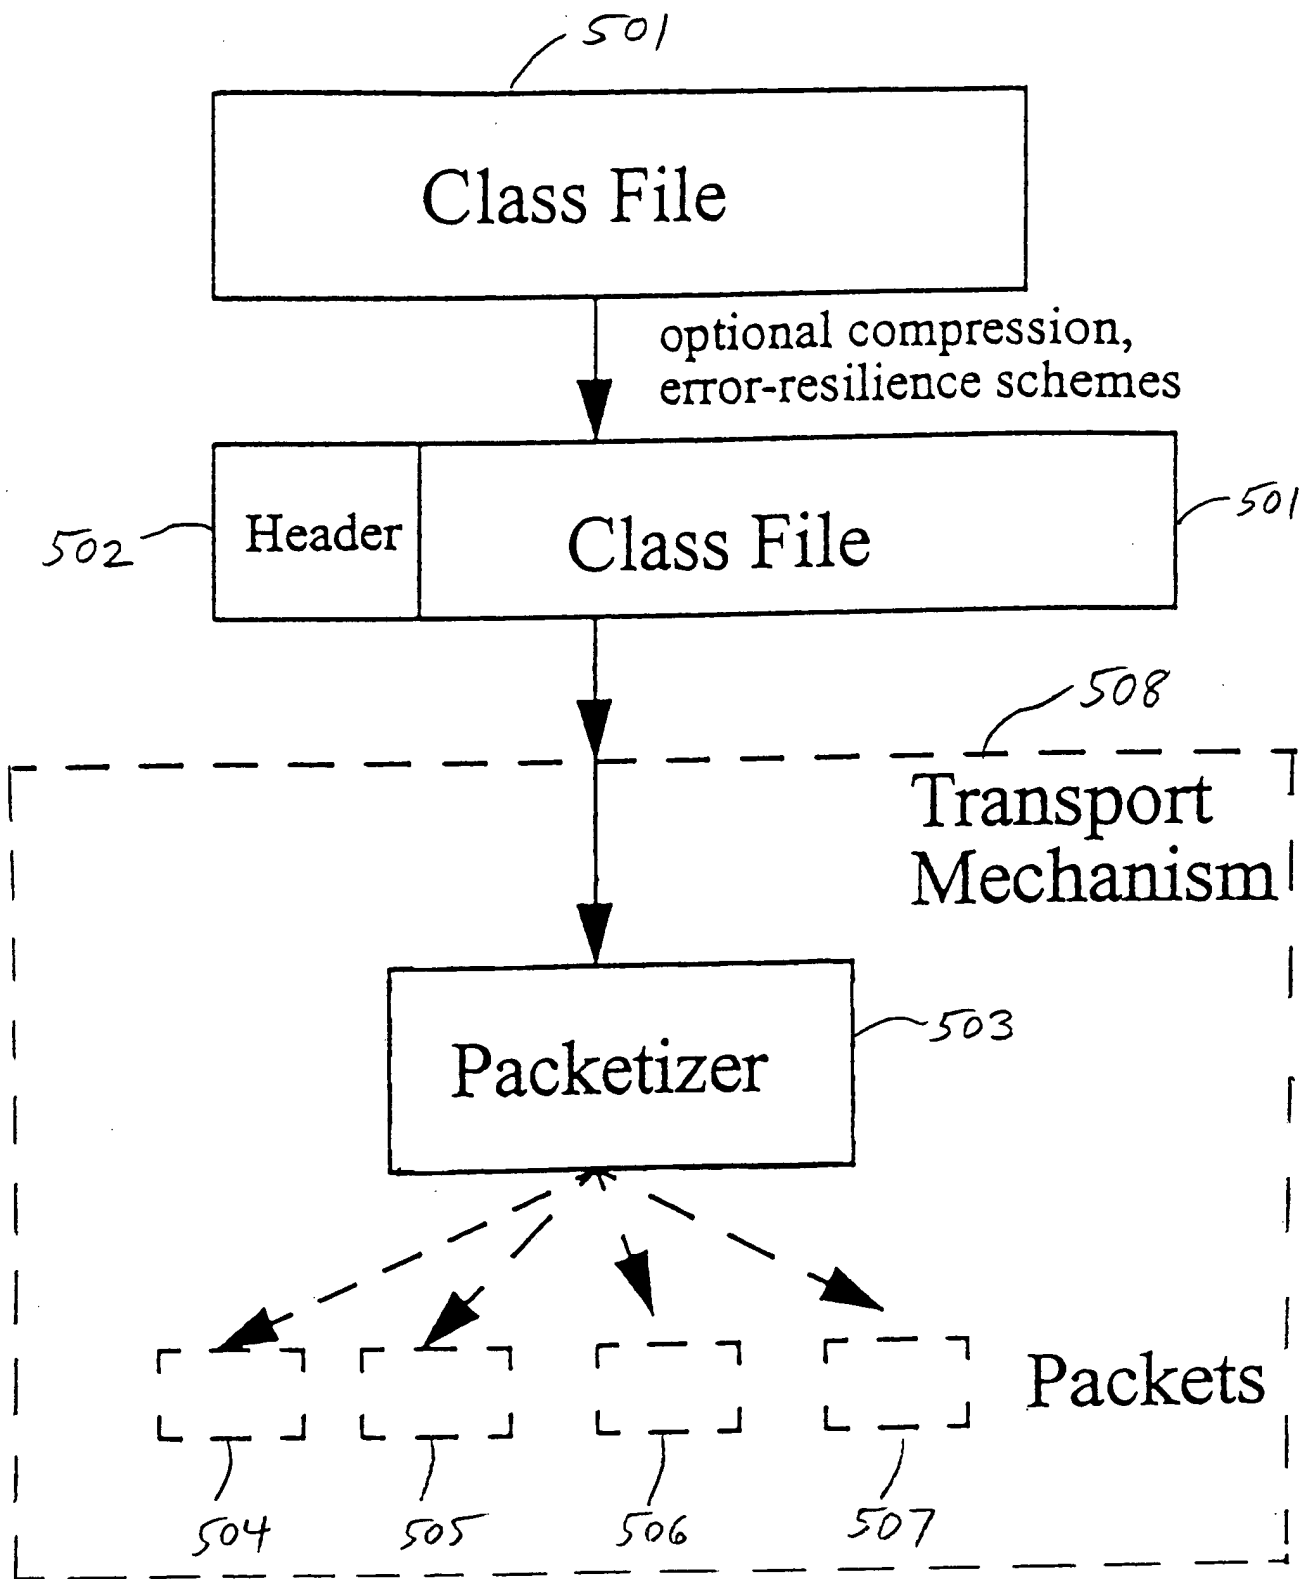 501
Class File
optional compression,
error-resilience schemes
Header
Class File
501
502
508
Transport
Mechanism
Packetizer
503
Packets
504
505
506
507